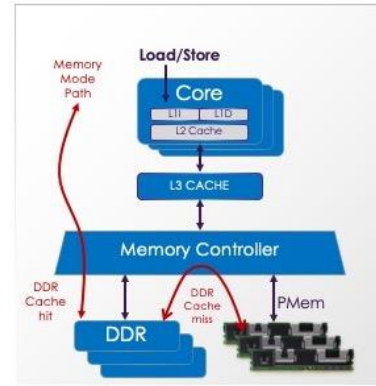 Load/Store
Memory
Mode
Path
Core
L1I
L1D
L2 Cache
L3 CACHE
Memory Controller
DDR
Cache
hit
DDR
Cache
miss
PMem
DDR